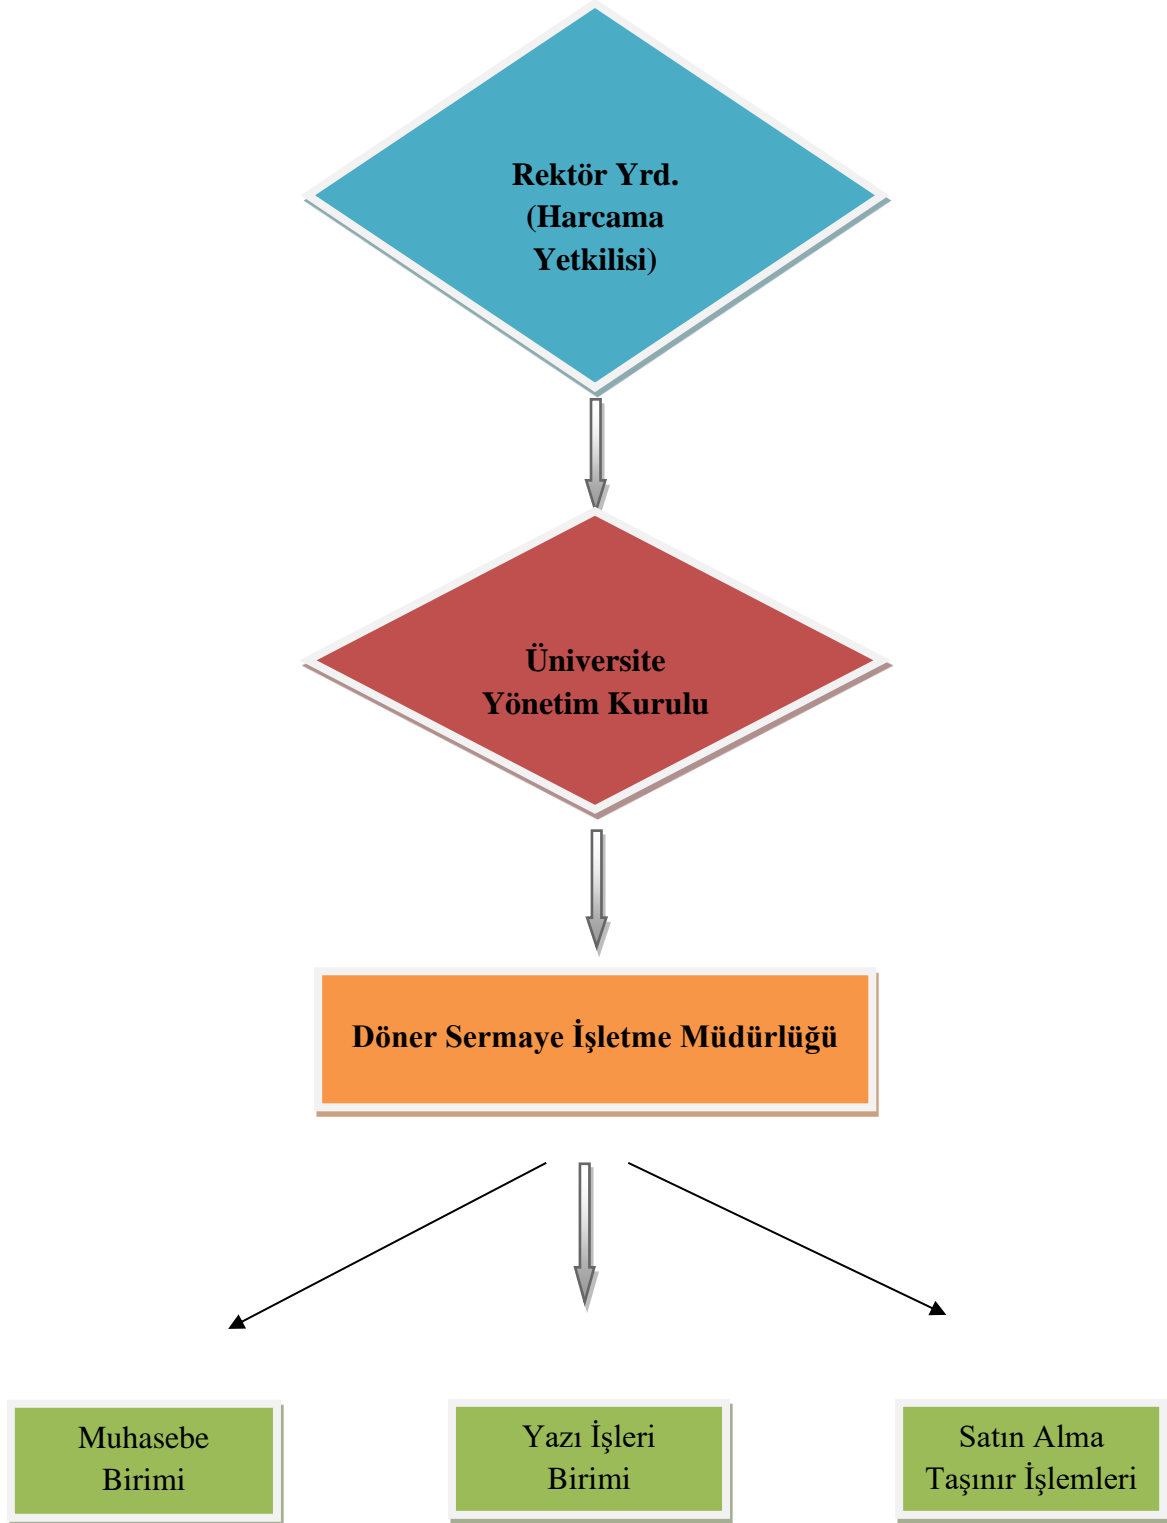 Rektör Yrd.
(Harcama
Yetkilisi)
Üniversite
Yönetim Kurulu
Döner Sermaye İşletme Müdürlüğü
Muhasebe
Birimi
Yazı İşleri
Birimi
Satın Alma
Taşınır İşlemleri